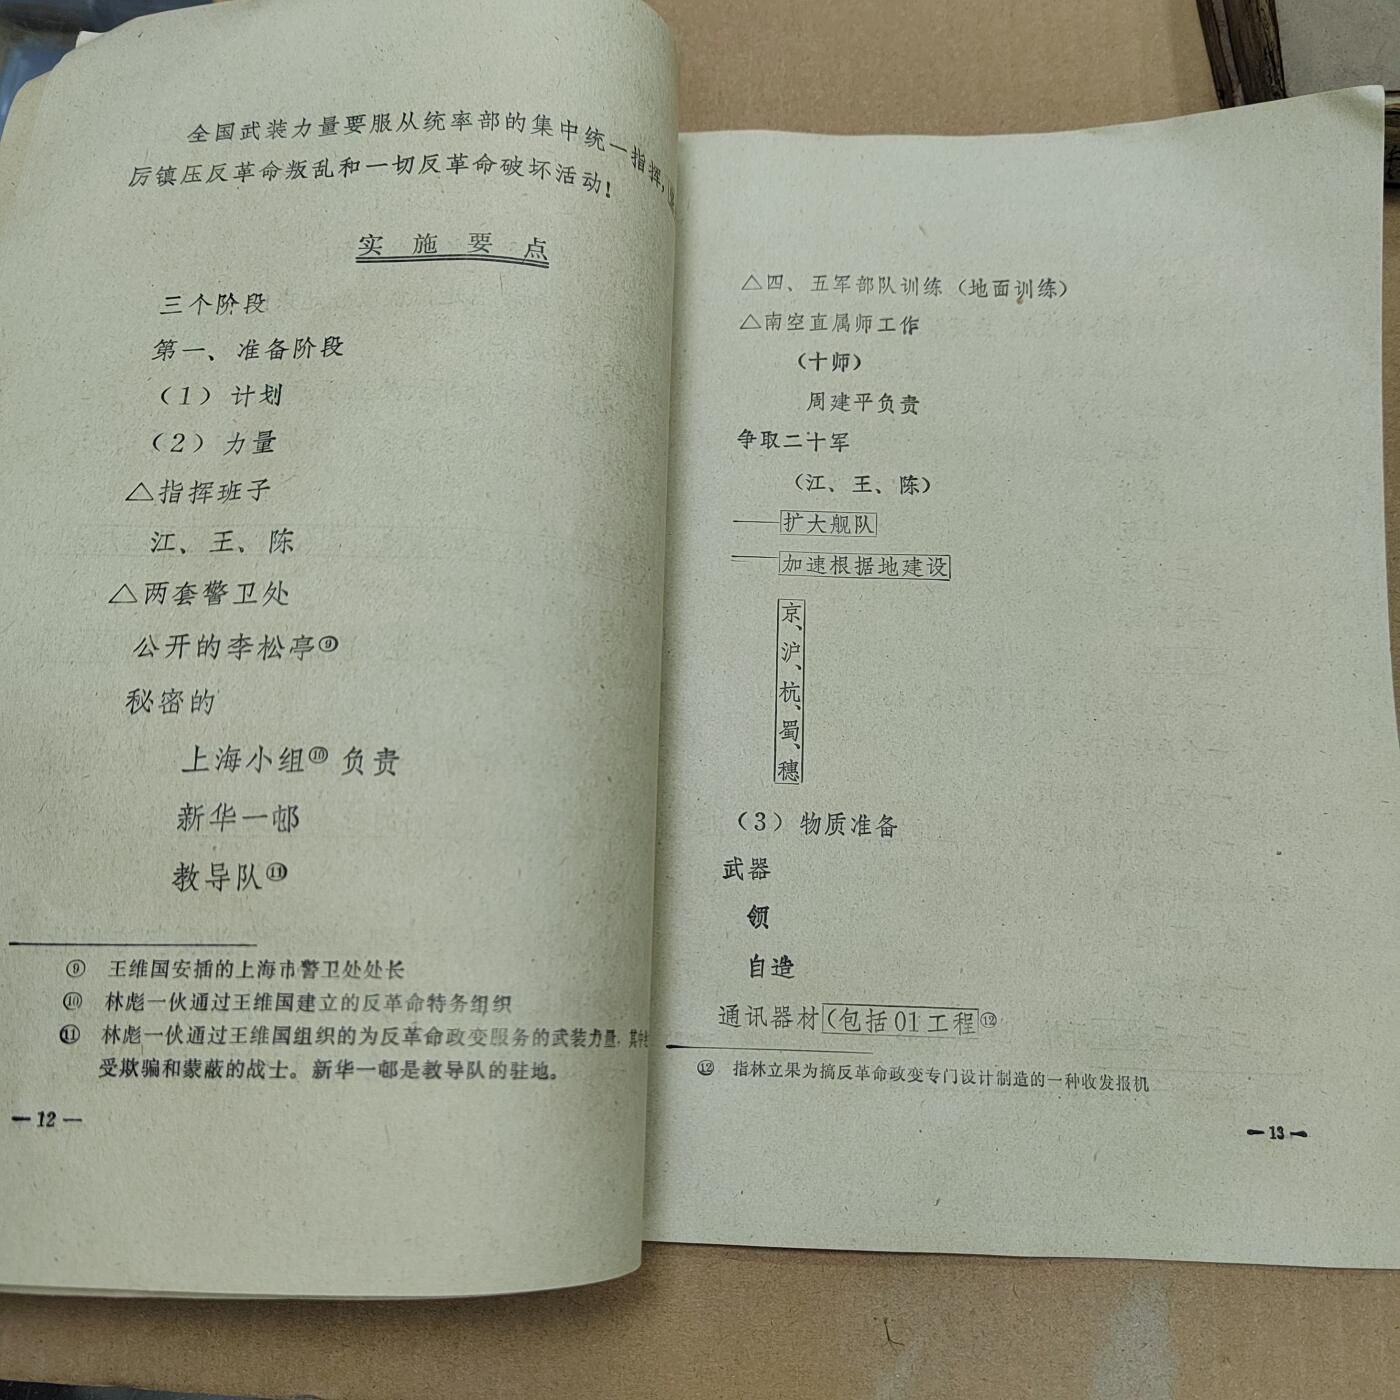 全国武装力量要服从统率部的集中统一指挥，
厉镇压反革命叛乱和一切反革命破坏活动！
实施要点
三个阶段
第一、准备阶段
（1）计划
（2）力量
△指挥班子
江、王、陈
△两套警卫处
公开的李松亭⑨
秘密的
上海小组⑩负责
新华一邨
教导队⑪
⑨ 王维国安插的上海市警卫处处长
⑩ 林彪一伙通过王维国建立的反革命特务组织
⑪ 林彪一伙通过王维国组织的为反革命政变服务的武装力量，其中
受欺骗和蒙蔽的战士。新华一邨是教导队的驻地。
— 12 —
△四、五军部队训练（地面训练）
△南空直属师工作
（十师）
周建平负责
争取二十军
（江、王、陈）
——扩大舰队
——加速根据地建设
京、沪、杭、蜀、穗
（3）物质准备
武器
领
自造
通讯器材（包括01工程⑫
⑫ 指林立果为搞反革命政变专门设计制造的一种收发报机
— 13 —